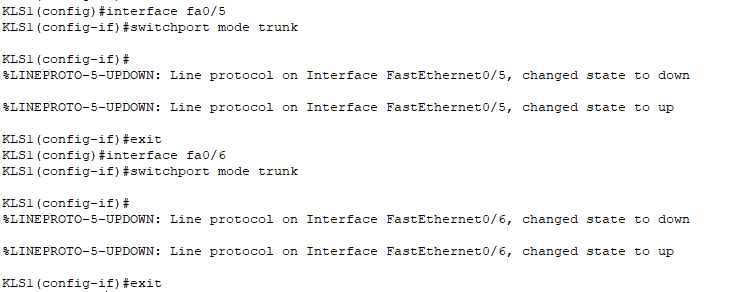 KLS1(config)#interface fa0/5
KLS1(config-if)#switchport mode trunk
KLS1(config-if)#
%LINEPROTO-5-UPDOWN: Line protocol on Interface FastEthernet0/5, changed state to down
%LINEPROTO-5-UPDOWN: Line protocol on Interface FastEthernet0/5, changed state to up
KLS1(config-if)#exit
KLS1(config)#interface fa0/6
KLS1(config-if)#switchport mode trunk
KLS1(config-if)#
%LINEPROTO-5-UPDOWN: Line protocol on Interface FastEthernet0/6, changed state to down
%LINEPROTO-5-UPDOWN: Line protocol on Interface FastEthernet0/6, changed state to up
KLS1(config-if)#exit